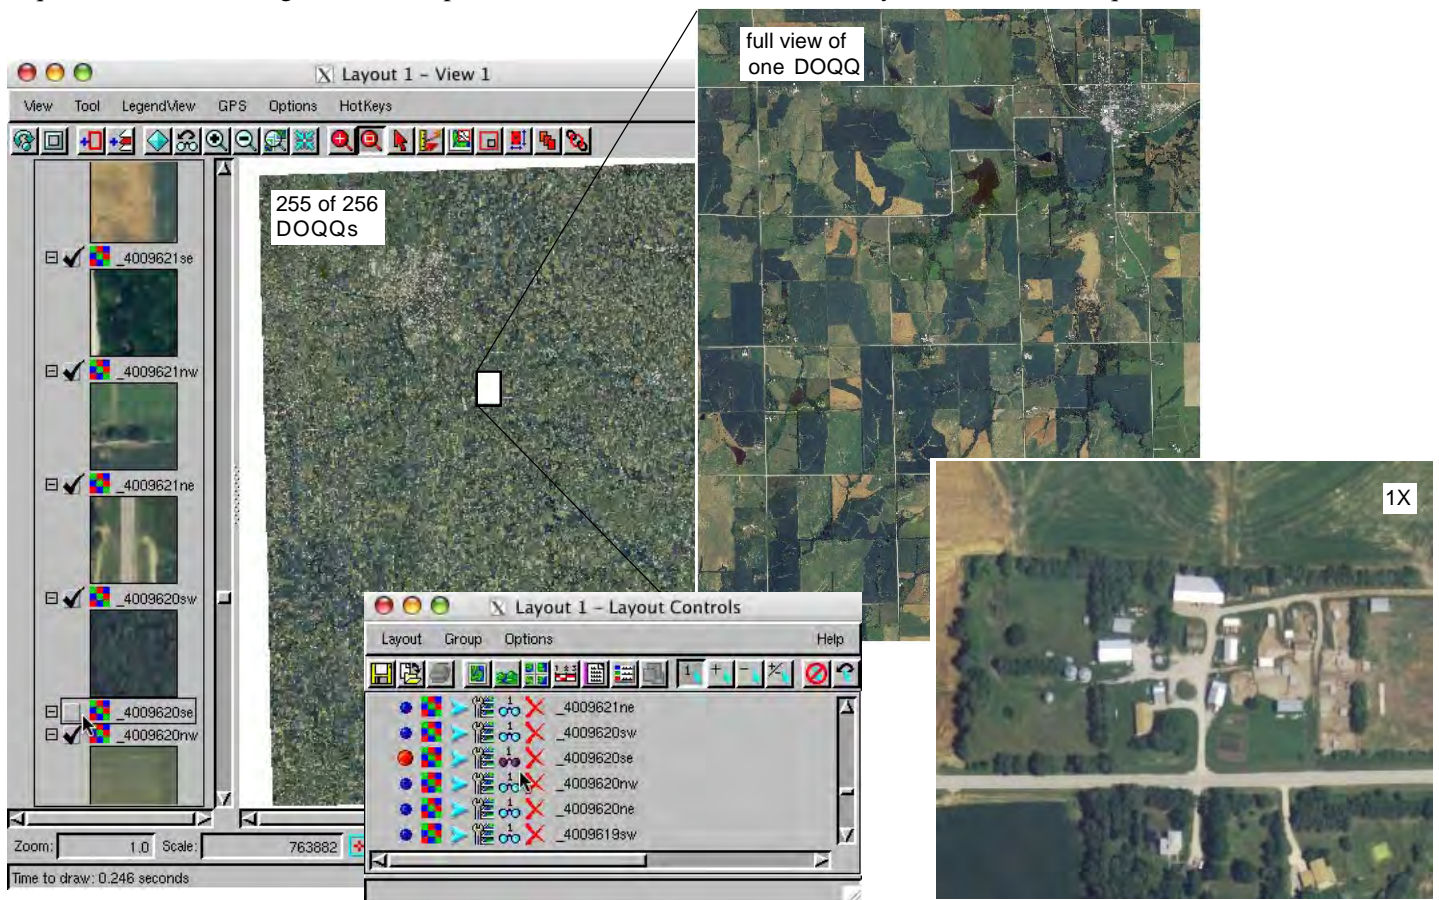 full view of
one DOQQ
Layout 1 - View 1
View Tool LegendView GPS Options HotKeys
255 of 256
DOQQs
_4009621se
_4009621nw
_4009621ne
_4009620sw
_4009620se
_4009620nw
1X
Layout 1 - Layout Controls
Layout Group Options Help
_4009621ne
_4009620sw
_4009620se
_4009620nw
_4009620ne
_4009619sw
Zoom: 1.0 Scale: 763882
Time to draw: 0.246 seconds